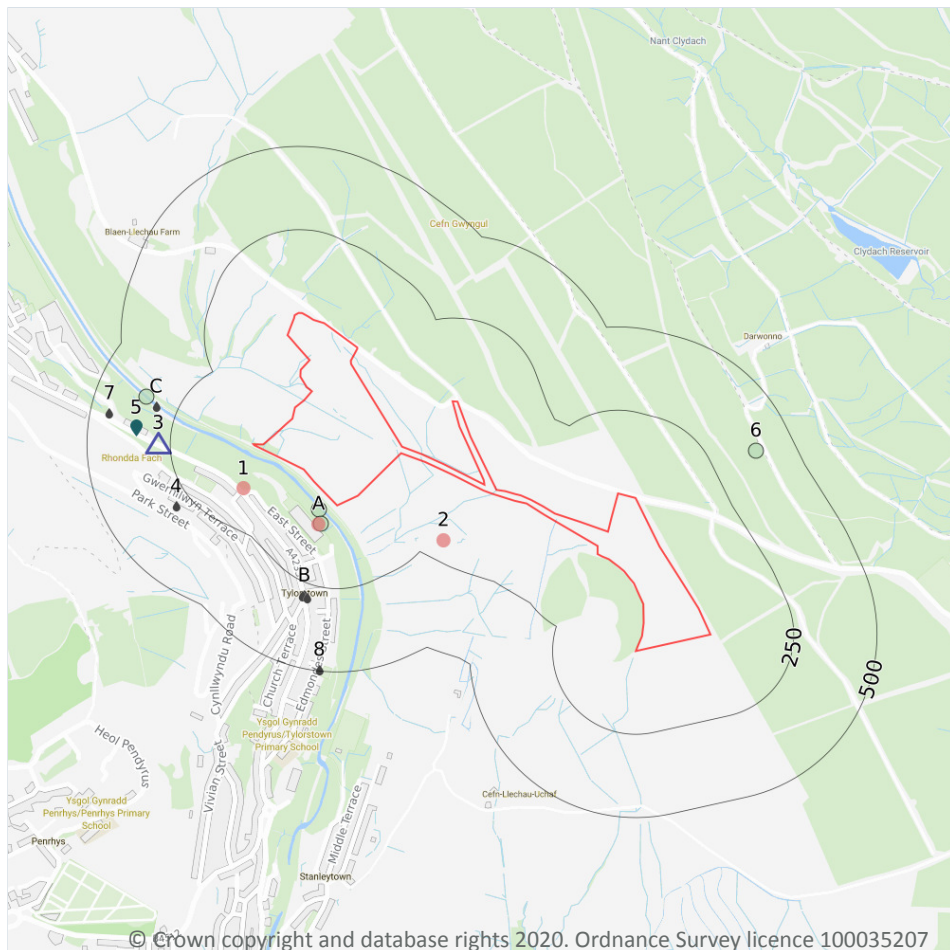 Nant Clydach
Blaen-Llechau Farm
Cefn Gwyngul
Clydach Reservoir
Darwonno
7
C
5
3
6
Rhondda Fach
1
4
Gwernllwyn Terrace
Park Street
A
East Street
2
B
Tylorstown
8
250
500
Cynllwyndu Road
Church Terrace
Edmondes Street
Ysgol Gynradd
Pendyrus/Tylorstown
Primary School
Heol Pendyrus
Vivian Street
Cefn-Llechau-Uchaf
Ysgol Gynradd
Penrhys/Penrhys Primary
School
Middle Terrace
Penrhys
Stanleytown
© Crown copyright and database rights 2020. Ordnance Survey licence 100035207